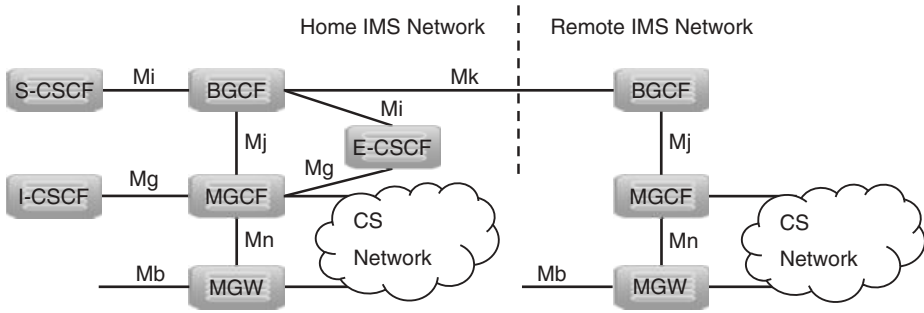 Home IMS Network
Remote IMS Network
S-CSCF
Mi
BGCF
Mk
BGCF
Mi
Mj
E-CSCF
Mj
I-CSCF
Mg
MGCF
Mg
MGCF
CS
Network
CS
Network
Mn
Mn
Mb
MGW
Mb
MGW